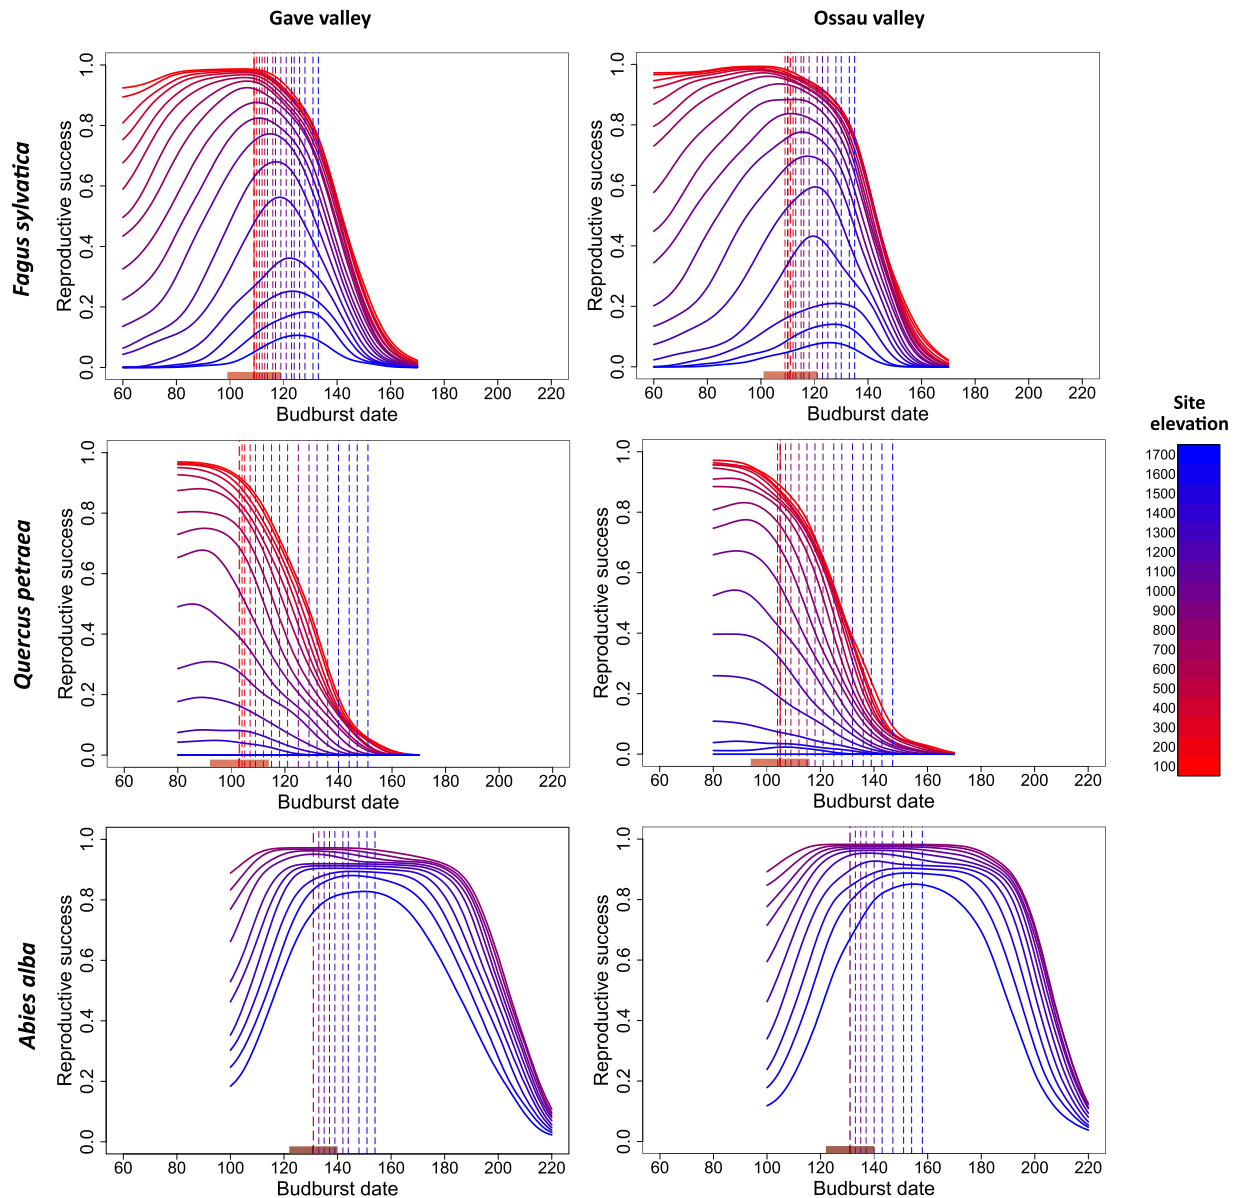 Gave valley
Ossau valley
Fagus sylvatica
Reproductive success
0.0 0.2 0.4 0.6 0.8 1.0
60 80 100 120 140 160 180 200 220
Budburst date
Reproductive success
0.0 0.2 0.4 0.6 0.8 1.0
60 80 100 120 140 160 180 200 220
Budburst date
Quercus petraea
Reproductive success
0.0 0.2 0.4 0.6 0.8 1.0
60 80 100 120 140 160 180 200 220
Budburst date
Reproductive success
0.0 0.2 0.4 0.6 0.8 1.0
60 80 100 120 140 160 180 200 220
Budburst date
Abies alba
Reproductive success
0.0 0.2 0.4 0.6 0.8 1.0
60 80 100 120 140 160 180 200 220
Budburst date
Reproductive success
0.0 0.2 0.4 0.6 0.8 1.0
60 80 100 120 140 160 180 200 220
Budburst date
Site
elevation
1700
1600
1500
1400
1300
1200
1100
1000
900
800
700
600
500
400
300
200
100